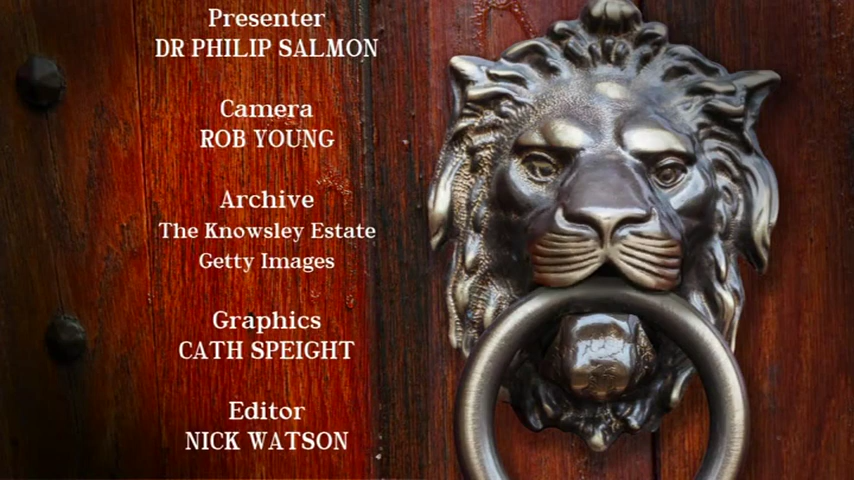 Presenter
DR PHILIP SALMON
Camera
ROB YOUNG
Archive
The Knowsley Estate
Getty Images
Graphics
CATH SPEIGHT
Editor
NICK WATSON